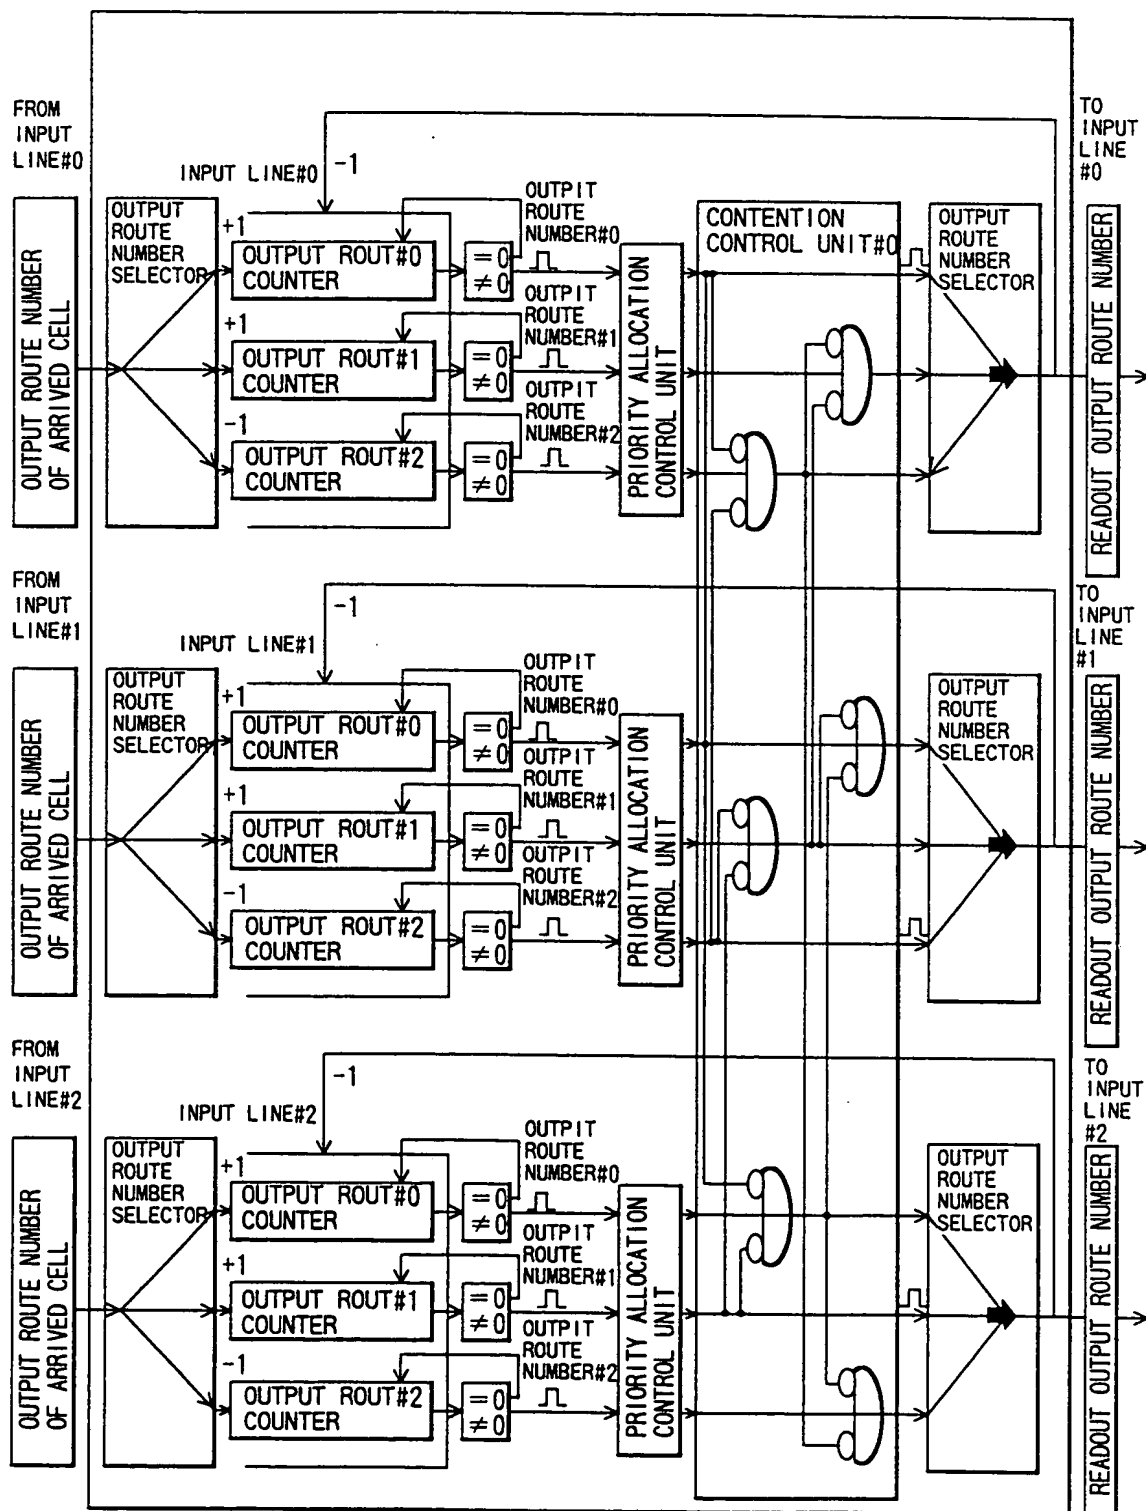 FROM
INPUT
LINE#0
OUTPUT ROUTE NUMBER
OF ARRIVED CELL
OUTPUT
ROUTE
NUMBER
SELECTOR
INPUT LINE#0
-1
+1
OUTPUT ROUT#0
COUNTER
+1
OUTPUT ROUT#1
COUNTER
-1
OUTPUT ROUT#2
COUNTER
=0
≠0
=0
≠0
=0
≠0
OUTPIT
ROUTE
NUMBER#0
OUTPIT
ROUTE
NUMBER#1
OUTPIT
ROUTE
NUMBER#2
PRIORITY ALLOCATION
CONTROL UNIT
CONTENTION
CONTROL UNIT#0
OUTPUT
ROUTE
NUMBER
SELECTOR
TO
INPUT
LINE
#0
READOUT OUTPUT ROUTE NUMBER
FROM
INPUT
LINE#1
OUTPUT ROUTE NUMBER
OF ARRIVED CELL
OUTPUT
ROUTE
NUMBER
SELECTOR
INPUT LINE#1
-1
+1
OUTPUT ROUT#0
COUNTER
+1
OUTPUT ROUT#1
COUNTER
-1
OUTPUT ROUT#2
COUNTER
=0
≠0
=0
≠0
=0
≠0
OUTPIT
ROUTE
NUMBER#0
OUTPIT
ROUTE
NUMBER#1
OUTPIT
ROUTE
NUMBER#2
PRIORITY ALLOCATION
CONTROL UNIT
OUTPUT
ROUTE
NUMBER
SELECTOR
TO
INPUT
LINE
#1
READOUT OUTPUT ROUTE NUMBER
FROM
INPUT
LINE#2
OUTPUT ROUTE NUMBER
OF ARRIVED CELL
OUTPUT
ROUTE
NUMBER
SELECTOR
INPUT LINE#2
-1
+1
OUTPUT ROUT#0
COUNTER
+1
OUTPUT ROUT#1
COUNTER
-1
OUTPUT ROUT#2
COUNTER
=0
≠0
=0
≠0
=0
≠0
OUTPIT
ROUTE
NUMBER#0
OUTPIT
ROUTE
NUMBER#1
OUTPIT
ROUTE
NUMBER#2
PRIORITY ALLOCATION
CONTROL UNIT
OUTPUT
ROUTE
NUMBER
SELECTOR
TO
INPUT
LINE
#2
READOUT OUTPUT ROUTE NUMBER